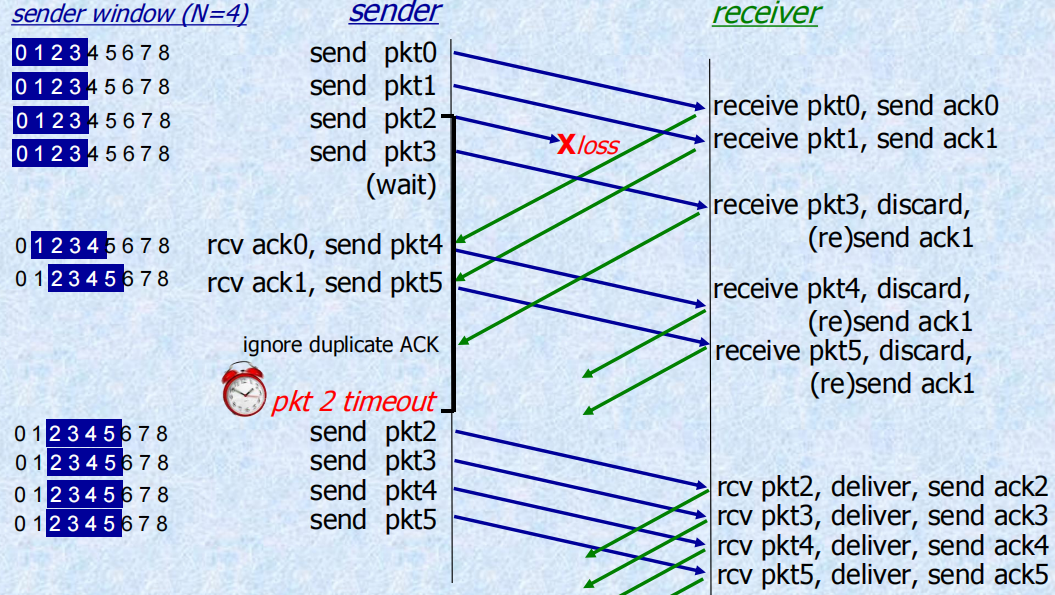 sender window (N=4)
sender
receiver
0 1 2 3 4 5 6 7 8
send pkt0
0 1 2 3 4 5 6 7 8
send pkt1
0 1 2 3 4 5 6 7 8
send pkt2
0 1 2 3 4 5 6 7 8
send pkt3
(wait)
X loss
receive pkt0, send ack0
receive pkt1, send ack1
receive pkt3, discard,
(re)send ack1
0 1 2 3 4 5 6 7 8
rcv ack0, send pkt4
0 1 2 3 4 5 6 7 8
rcv ack1, send pkt5
receive pkt4, discard,
(re)send ack1
receive pkt5, discard,
(re)send ack1
ignore duplicate ACK
pkt 2 timeout
0 1 2 3 4 5 6 7 8
send pkt2
0 1 2 3 4 5 6 7 8
send pkt3
0 1 2 3 4 5 6 7 8
send pkt4
0 1 2 3 4 5 6 7 8
send pkt5
rcv pkt2, deliver, send ack2
rcv pkt3, deliver, send ack3
rcv pkt4, deliver, send ack4
rcv pkt5, deliver, send ack5